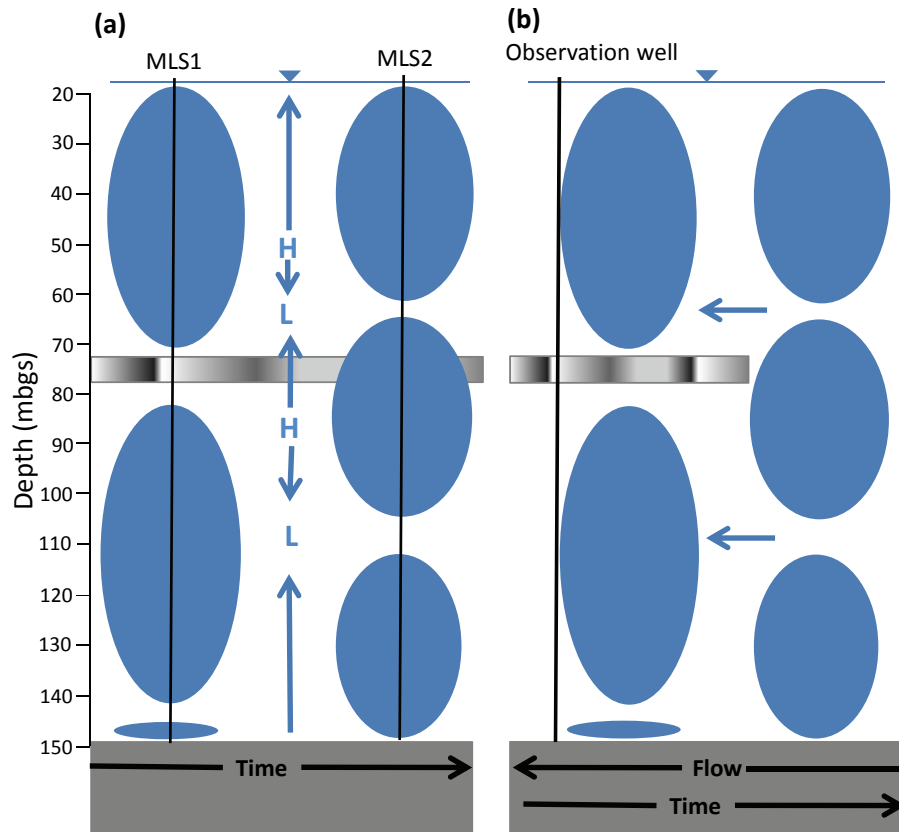 (a)
(b)
MLS1
MLS2
Observation well
Depth (mbgs)
20
30
40
50
60
70
80
90
100
110
120
130
140
150
H
L
H
L
Time
Flow
Time